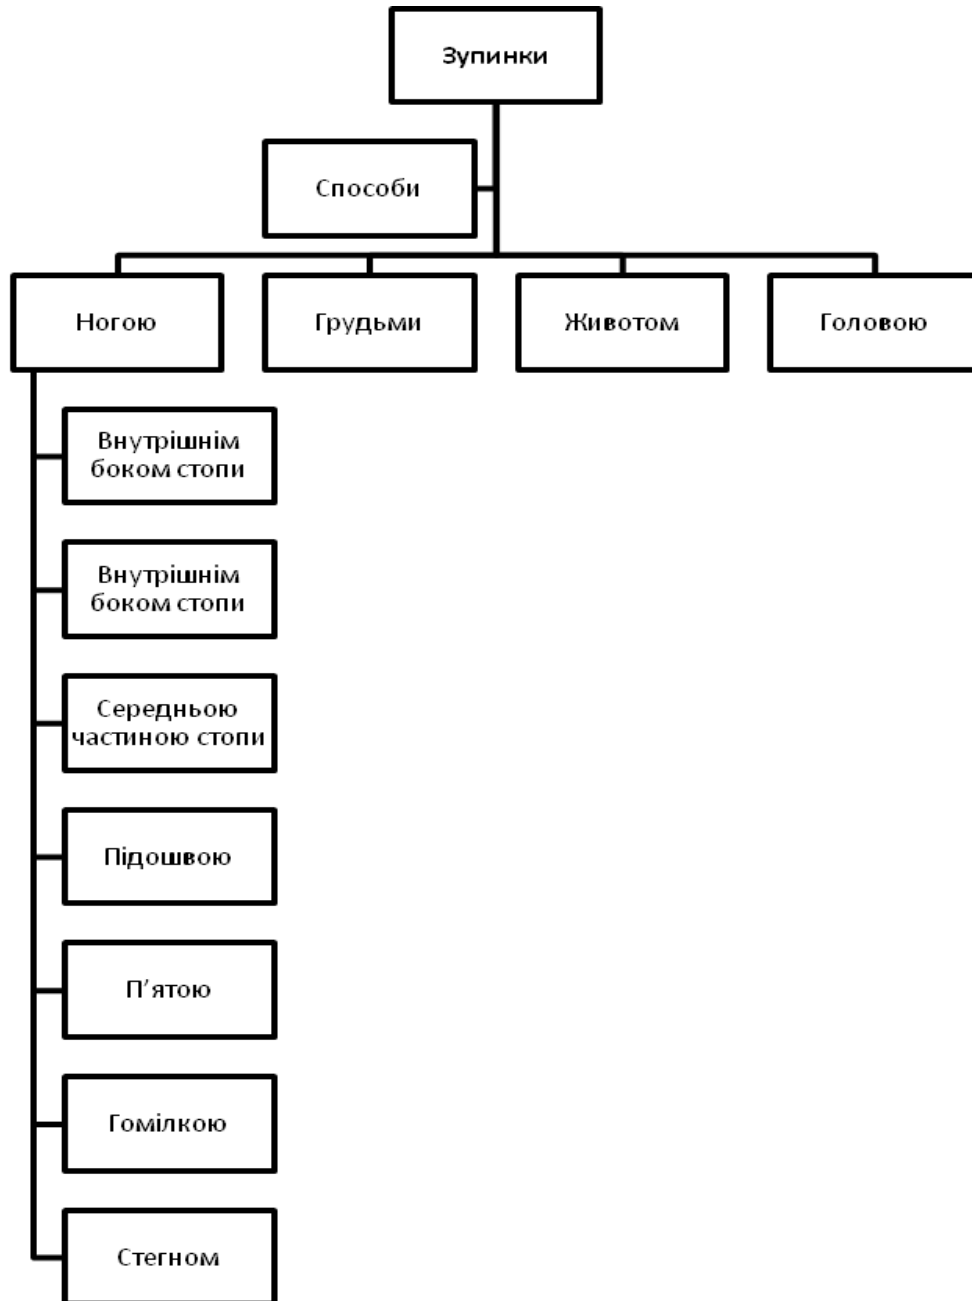 Зупинки
Способи
Ногою
Грудьми
Животом
Головою
Внутрішнім
боком стопи
Внутрішнім
боком стопи
Середньою
частиною стопи
Підошвою
П’ятою
Гомілкою
Стегном